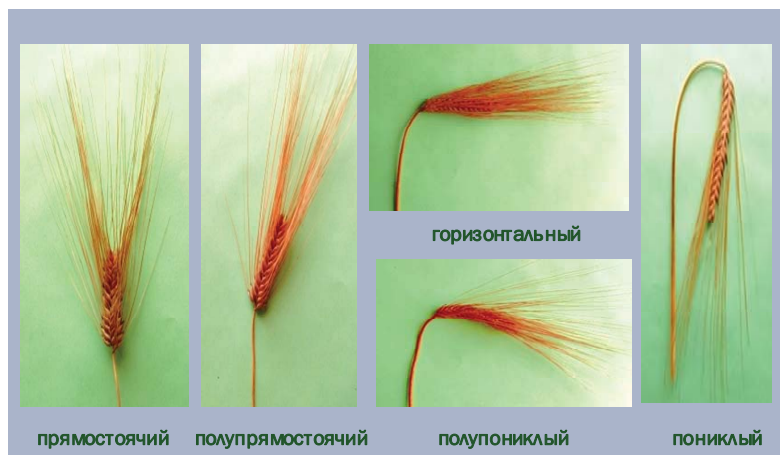 горизонтальный
прямостоячий
полупрямостоячий
полупониклый
пониклый